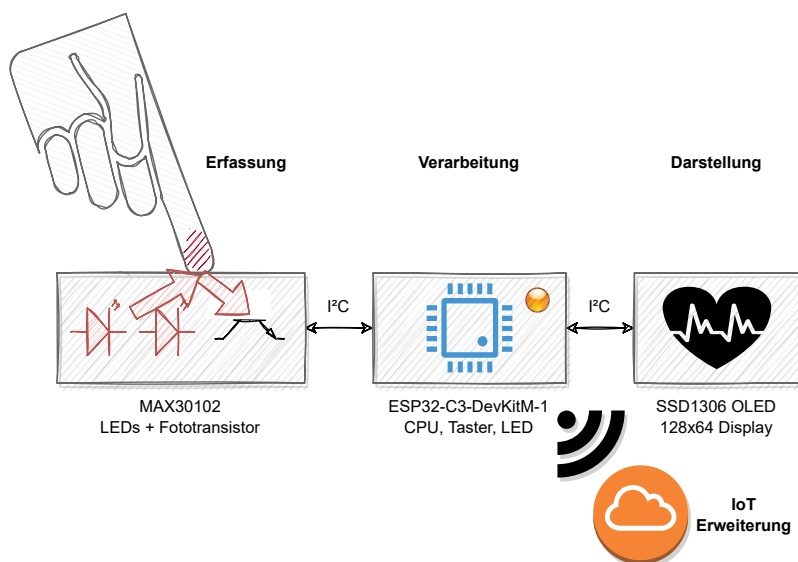 Erfassung
Verarbeitung
Darstellung
I²C
I²C
MAX30102
LEDs + Fototransistor
ESP32-C3-DevKitM-1
CPU, Taster, LED
SSD1306 OLED
128x64 Display
IoT
Erweiterung